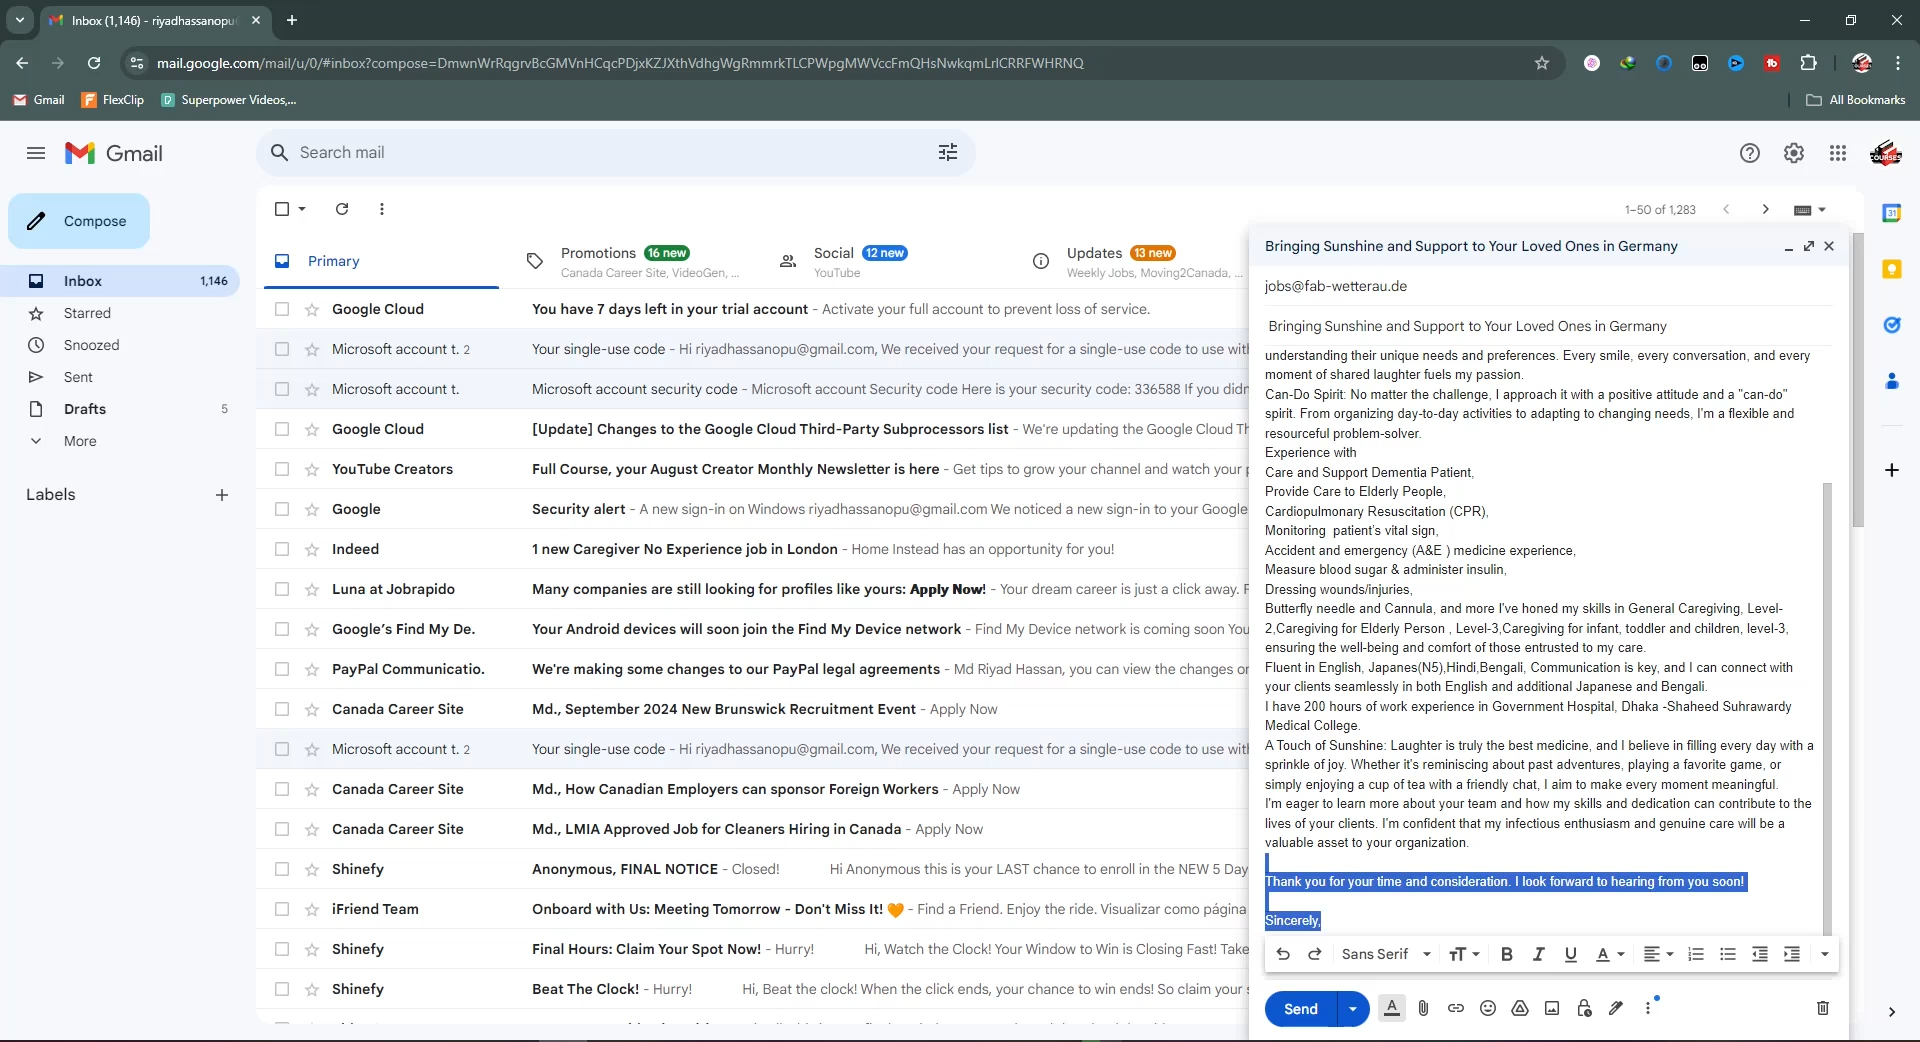 Inbox (1,146) - riyadhassanopu
mail.google.com/mail/u/0/#inbox?compose=DmwnWrRqgrvBcGMVnHCqcPDjxKZJXthVdhgWgRmmrkTLCPWpgMWVccFmQHsNwkqmLrlCRRFWHRNQ
Gmail
FlexClip
Superpower Videos,...
All Bookmarks
Gmail
Search mail
COURSES
Compose
Inbox 1,146
Starred
Snoozed
Sent
Drafts 5
More
Labels
1–50 of 1,283
Primary
Promotions 16 new
Canada Career Site, VideoGen, ...
Social 12 new
YouTube
Updates 13 new
Weekly Jobs, Moving2Canada, ...
Google Cloud You have 7 days left in your trial account - Activate your full account to prevent loss of service.
Microsoft account t. 2 Your single-use code - Hi riyadhassanopu@gmail.com, We received your request for a single-use code to use wit
Microsoft account t. Microsoft account security code - Microsoft account Security code Here is your security code: 336588 If you didn
Google Cloud [Update] Changes to the Google Cloud Third-Party Subprocessors list - We're updating the Google Cloud Th
YouTube Creators Full Course, your August Creator Monthly Newsletter is here - Get tips to grow your channel and watch your
Google Security alert - A new sign-in on Windows riyadhassanopu@gmail.com We noticed a new sign-in to your Google
Indeed 1 new Caregiver No Experience job in London - Home Instead has an opportunity for you!
Luna at Jobrapido Many companies are still looking for profiles like yours: Apply Now! - Your dream career is just a click away. F
Google's Find My De. Your Android devices will soon join the Find My Device network - Find My Device network is coming soon You
PayPal Communicatio. We're making some changes to our PayPal legal agreements - Md Riyad Hassan, you can view the changes or
Canada Career Site Md., September 2024 New Brunswick Recruitment Event - Apply Now
Microsoft account t. 2 Your single-use code - Hi riyadhassanopu@gmail.com, We received your request for a single-use code to use wit
Canada Career Site Md., How Canadian Employers can sponsor Foreign Workers - Apply Now
Canada Career Site Md., LMIA Approved Job for Cleaners Hiring in Canada - Apply Now
Shinefy Anonymous, FINAL NOTICE - Closed! Hi Anonymous this is your LAST chance to enroll in the NEW 5 Day
iFriend Team Onboard with Us: Meeting Tomorrow - Don't Miss It! 🧡 - Find a Friend. Enjoy the ride. Visualizar como página
Shinefy Final Hours: Claim Your Spot Now! - Hurry! Hi, Watch the Clock! Your Window to Win is Closing Fast! Take
Shinefy Beat The Clock! - Hurry! Hi, Beat the clock! When the click ends, your chance to win ends! So claim your s
Bringing Sunshine and Support to Your Loved Ones in Germany
jobs@fab-wetterau.de
Bringing Sunshine and Support to Your Loved Ones in Germany
understanding their unique needs and preferences. Every smile, every conversation, and every
moment of shared laughter fuels my passion.
Can-Do Spirit: No matter the challenge, I approach it with a positive attitude and a "can-do"
spirit. From organizing day-to-day activities to adapting to changing needs, I'm a flexible and
resourceful problem-solver.
Experience with
Care and Support Dementia Patient,
Provide Care to Elderly People,
Cardiopulmonary Resuscitation (CPR),
Monitoring  patient's vital sign,
Accident and emergency (A&E ) medicine experience,
Measure blood sugar & administer insulin,
Dressing wounds/injuries,
Butterfly needle and Cannula, and more I've honed my skills in General Caregiving, Level-
2,Caregiving for Elderly Person , Level-3,Caregiving for infant, toddler and children, level-3,
ensuring the well-being and comfort of those entrusted to my care.
Fluent in English, Japanes(N5),Hindi,Bengali, Communication is key, and I can connect with
your clients seamlessly in both English and additional Japanese and Bengali.
I have 200 hours of work experience in Government Hospital, Dhaka -Shaheed Suhrawardy
Medical College.
A Touch of Sunshine: Laughter is truly the best medicine, and I believe in filling every day with a
sprinkle of joy. Whether it's reminiscing about past adventures, playing a favorite game, or
simply enjoying a cup of tea with a friendly chat, I aim to make every moment meaningful.
I'm eager to learn more about your team and how my skills and dedication can contribute to the
lives of your clients. I'm confident that my infectious enthusiasm and genuine care will be a
valuable asset to your organization.
Thank you for your time and consideration. I look forward to hearing from you soon!
Sincerely,
Sans Serif
Send